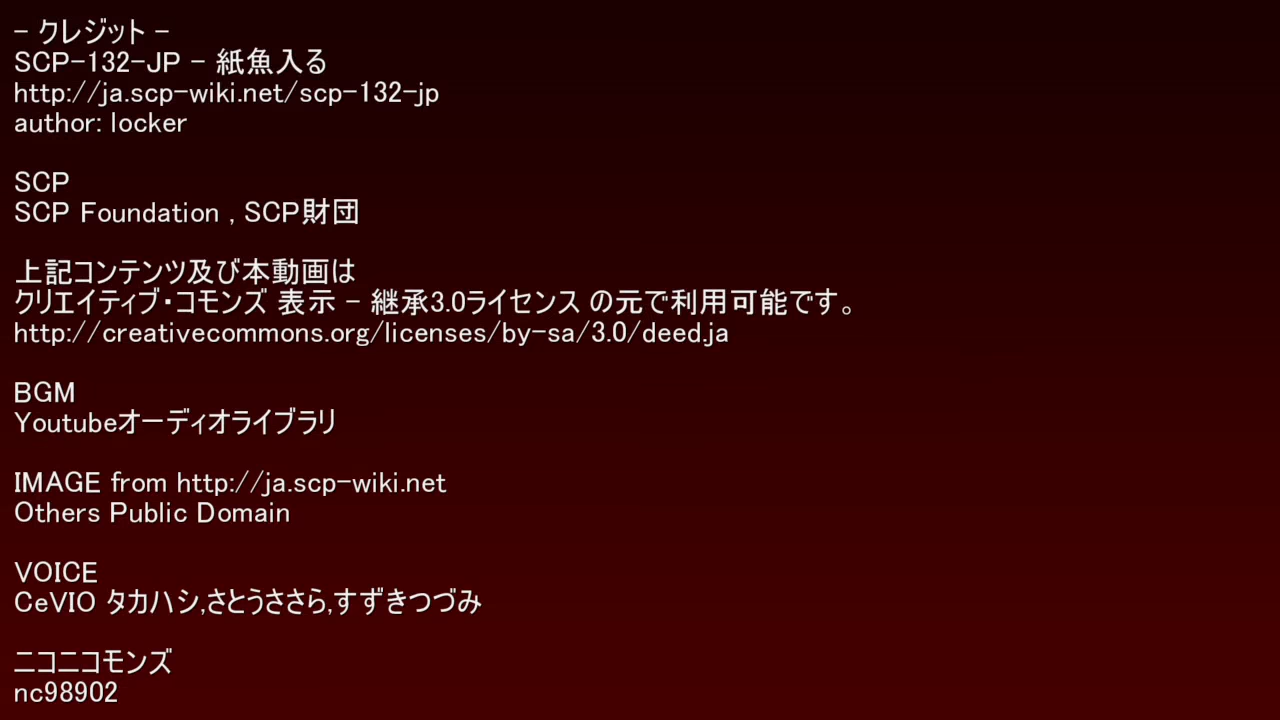 - クレジット -
SCP-132-JP - 紙魚入る
http://ja.scp-wiki.net/scp-132-jp
author: locker
SCP
SCP Foundation , SCP財団
上記コンテンツ及び本動画は
クリエイティブ・コモンズ 表示 - 継承3.0ライセンス の元で利用可能です。
http://creativecommons.org/licenses/by-sa/3.0/deed.ja
BGM
Youtubeオーディオライブラリ
IMAGE from http://ja.scp-wiki.net
Others Public Domain
VOICE
CeVIO タカハシ,さとうささら,すずきつづみ
ニコニコモンズ
nc98902